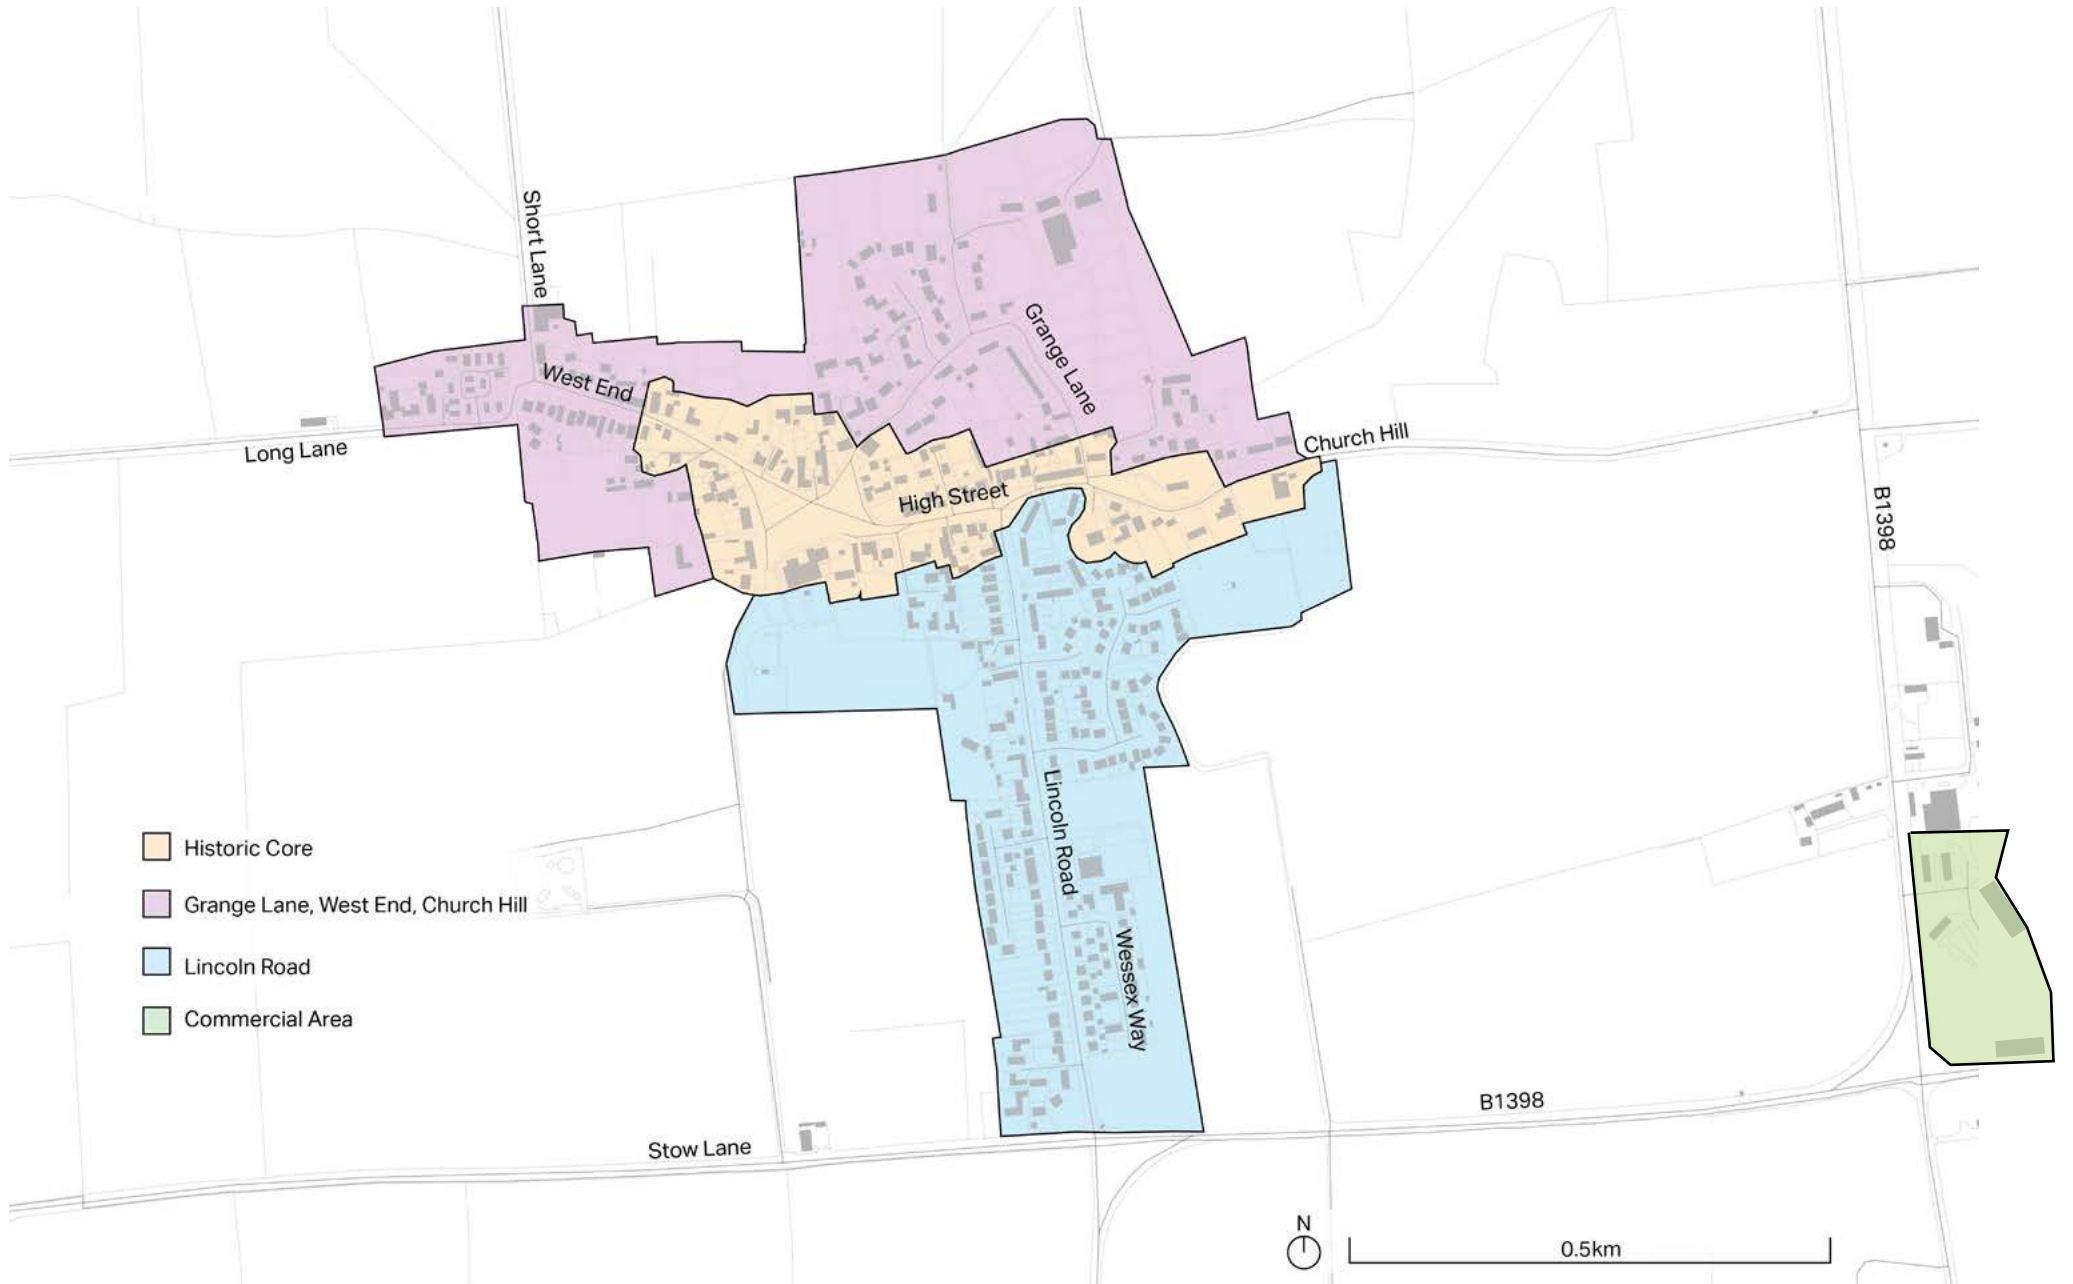 Short Lane
West End
Grange Lane
Long Lane
Church Hill
High Street
B1398
Historic Core
Grange Lane, West End, Church Hill
Lincoln Road
Commercial Area
Lincoln Road
Wessex Way
Stow Lane
B1398
N
0.5km